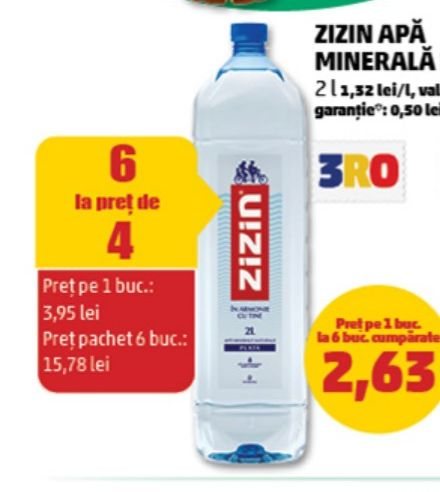 ZIZIN APĂ
MINERALĂ
2 l 1,32 lei/l, val
garanție: 0,50 lei
3RO
6
la preț de
4
Preț pe 1 buc.:
3,95 lei
Preț pachet 6 buc.:
15,78 lei
zizin
ÎN ARMONIE
CU TINE
2L
PLATĂ
Preț pe 1 buc.
la 6 buc. cumpărate
2,63